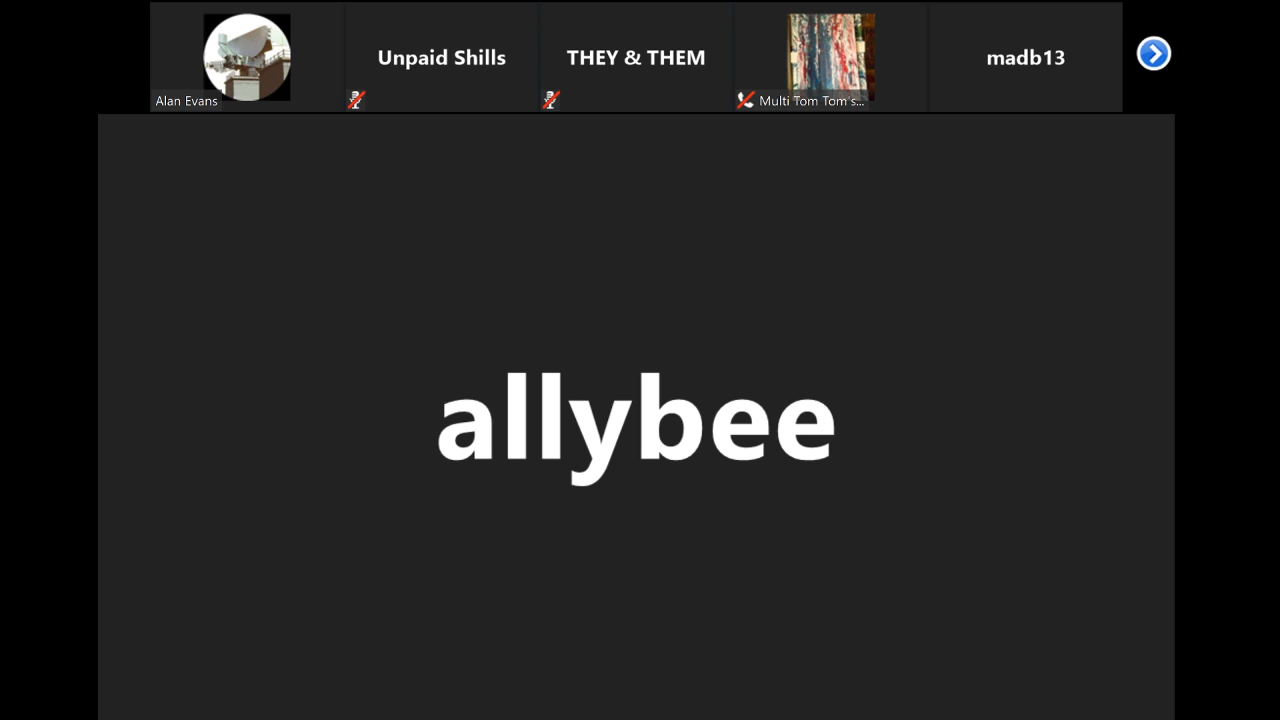 Unpaid Shills
THEY & THEM
madb13
Alan Evans
Multi Tom Tom's...
allybee